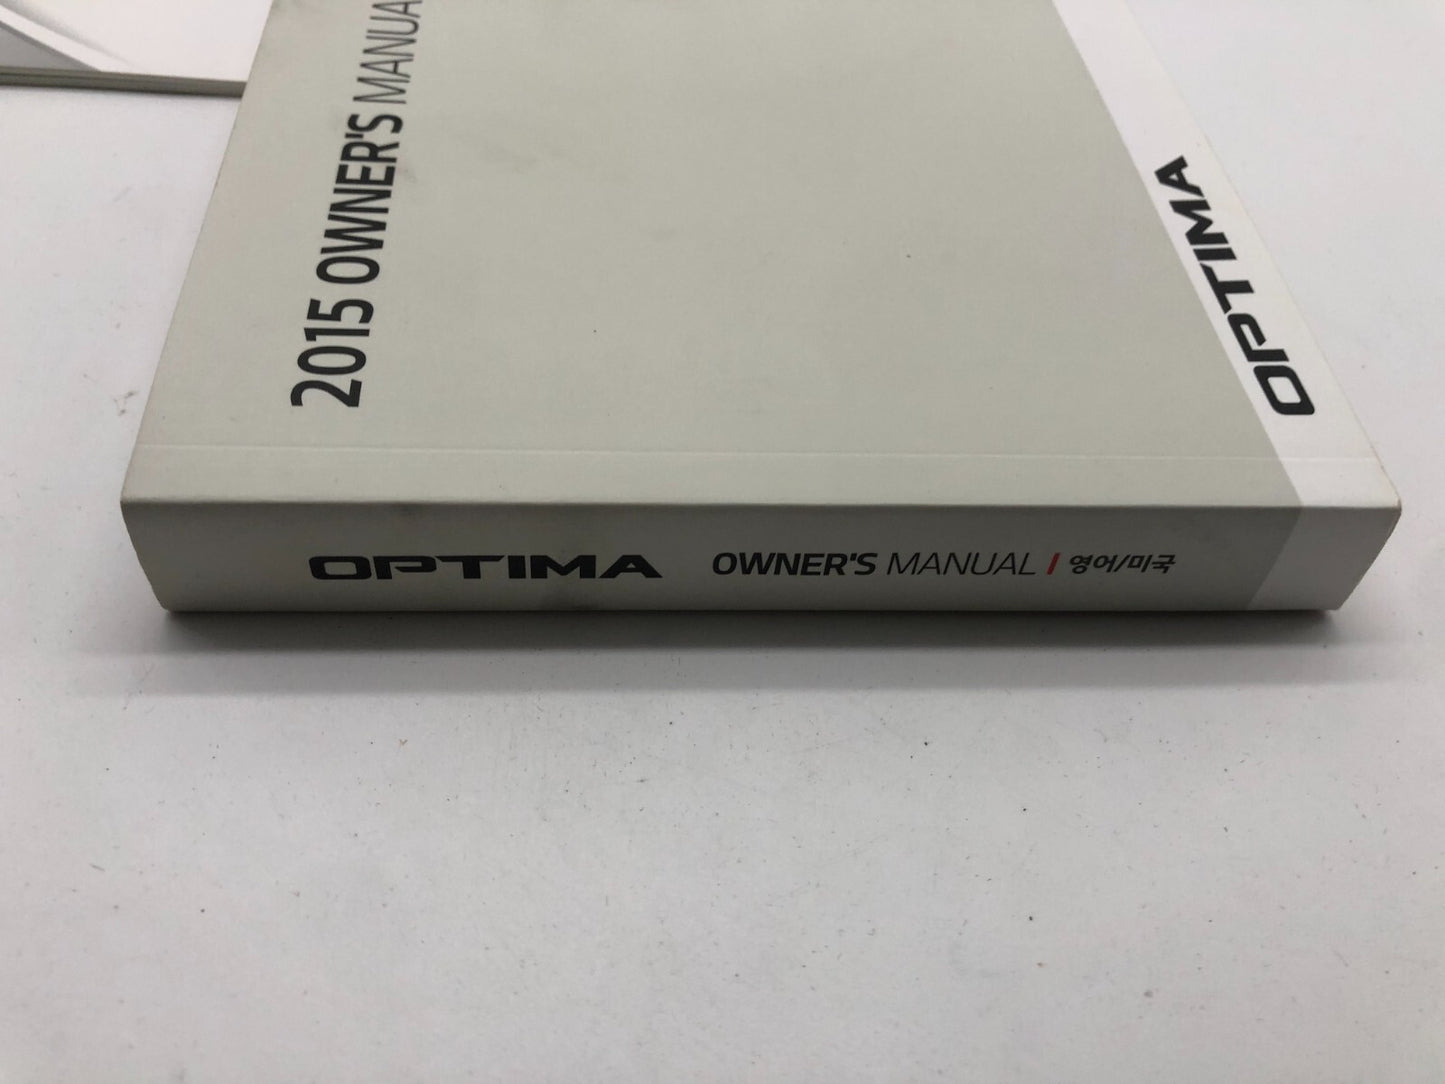 2015 OWNER'S MANUA
OPTIMA
OPTIMA OWNER'S MANUAL | 영어/미국